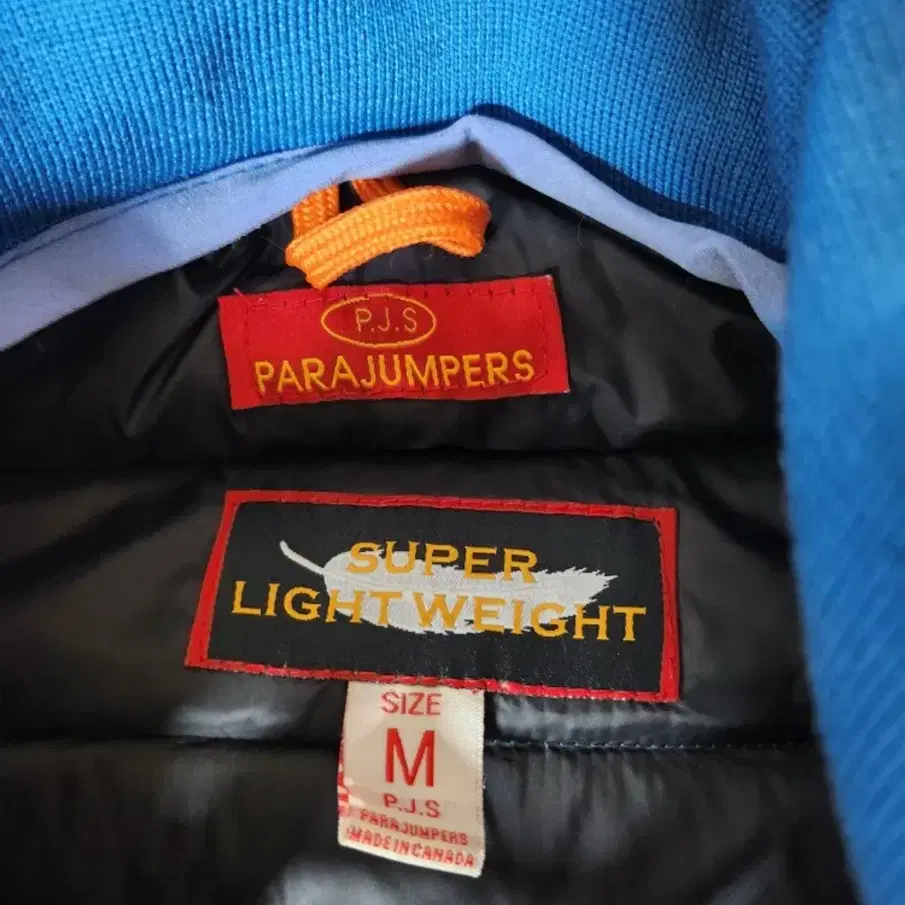 P.J.S
PARAJUMPERS
SUPER
LIGHT WEIGHT
SIZE
M
P.J.S
PARAJUMPERS
MADE IN CANADA